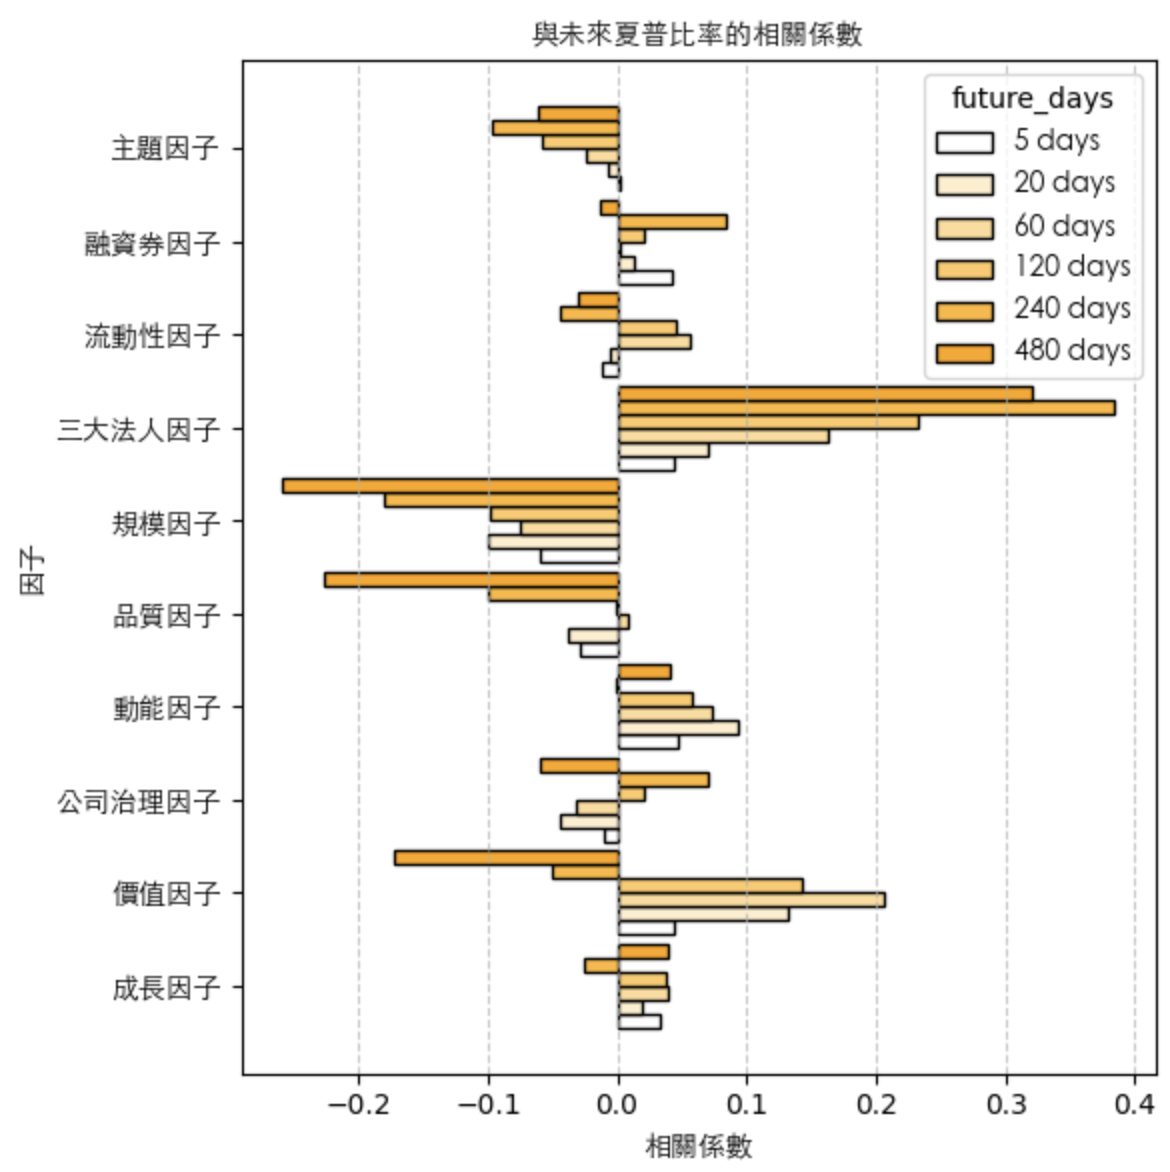 與未來夏普比率的相關係數
future_days
5 days
20 days
60 days
120 days
240 days
480 days
主題因子
融資券因子
流動性因子
三大法人因子
規模因子
品質因子
動能因子
公司治理因子
價值因子
成長因子
因子
−0.2 −0.1 0.0 0.1 0.2 0.3 0.4
相關係數